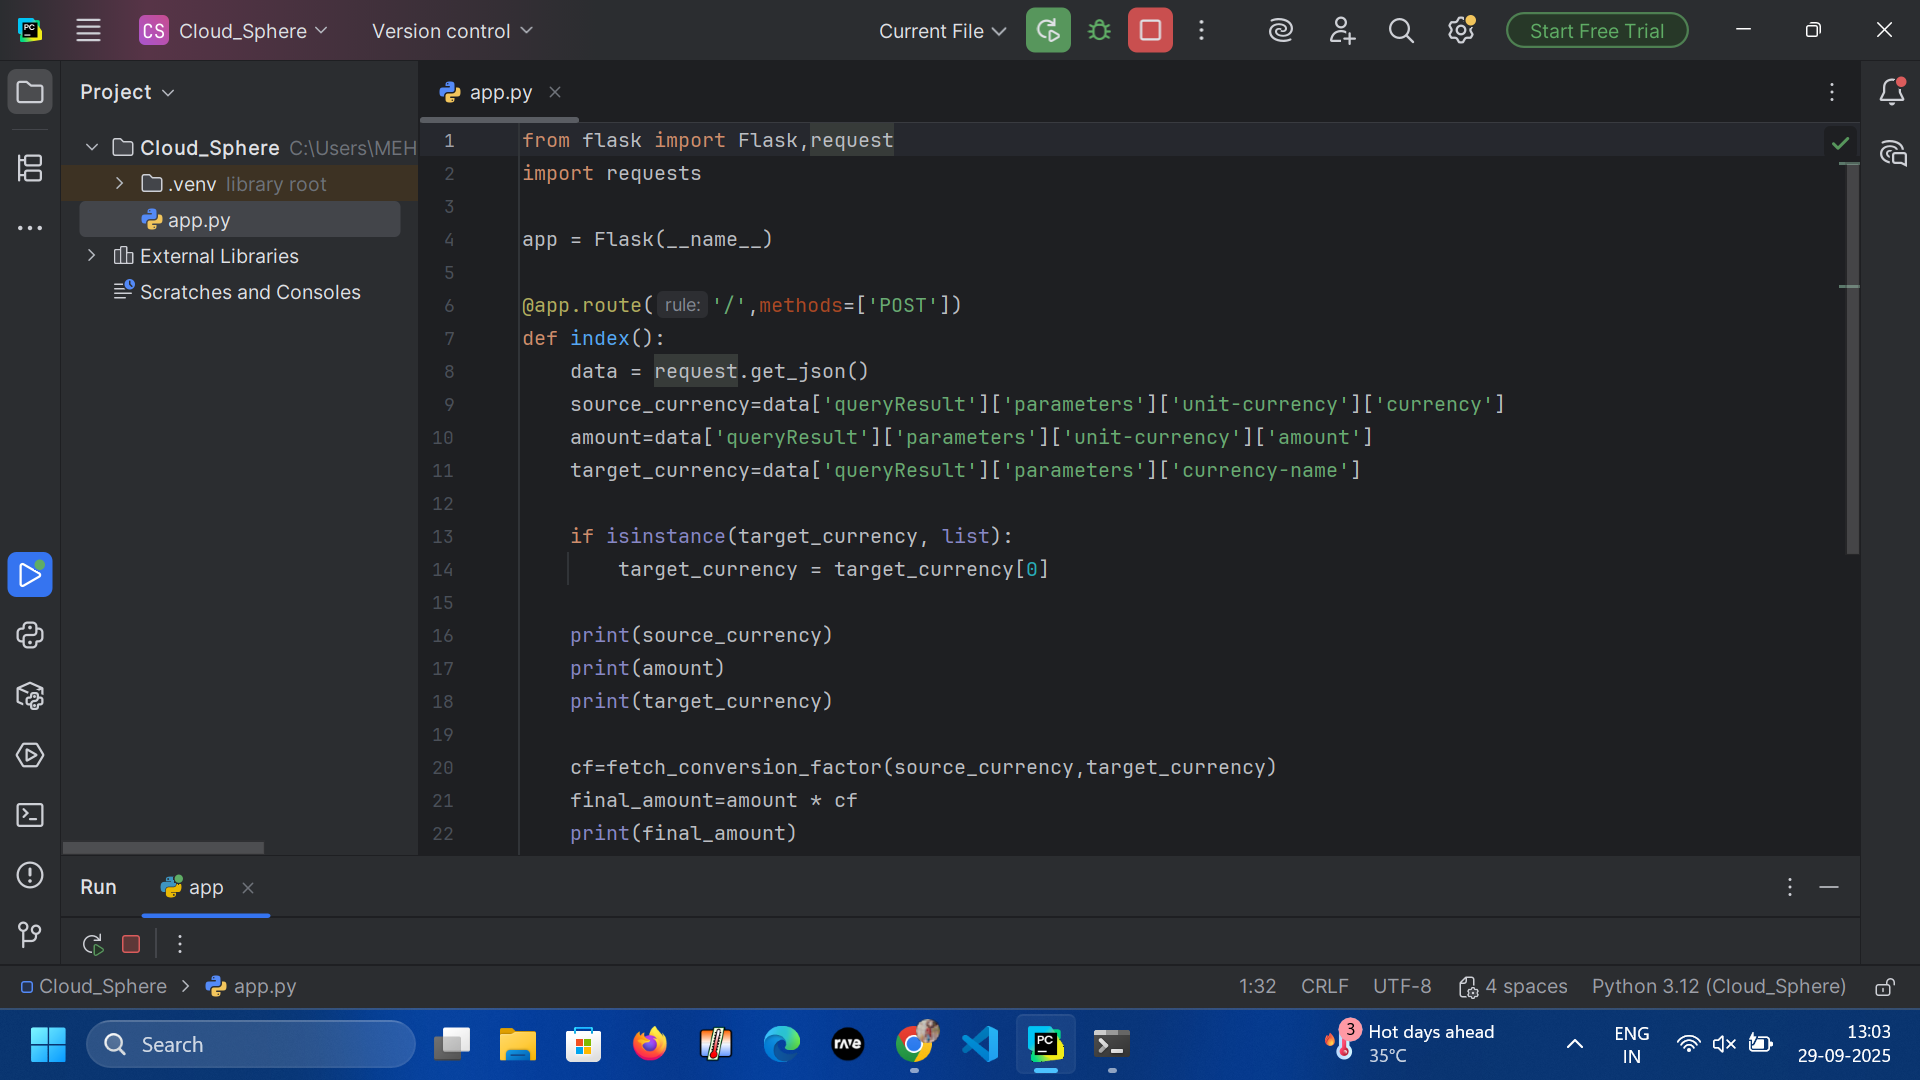 PC CS Cloud_Sphere Version control Current File Start Free Trial
Project app.py
Cloud_Sphere C:\Users\MEH
.venv library root
app.py
External Libraries
Scratches and Consoles
1 from flask import Flask,request
2 import requests
3
4 app = Flask(__name__)
5
6 @app.route( rule: '/',methods=['POST'])
7 def index():
8 data = request.get_json()
9 source_currency=data['queryResult']['parameters']['unit-currency']['currency']
10 amount=data['queryResult']['parameters']['unit-currency']['amount']
11 target_currency=data['queryResult']['parameters']['currency-name']
12
13 if isinstance(target_currency, list):
14 target_currency = target_currency[0]
15
16 print(source_currency)
17 print(amount)
18 print(target_currency)
19
20 cf=fetch_conversion_factor(source_currency,target_currency)
21 final_amount=amount * cf
22 print(final_amount)
Run app
Cloud_Sphere > app.py 1:32 CRLF UTF-8 4 spaces Python 3.12 (Cloud_Sphere)
Search rave PC 3 Hot days ahead ENG 13:03
35°C IN 29-09-2025